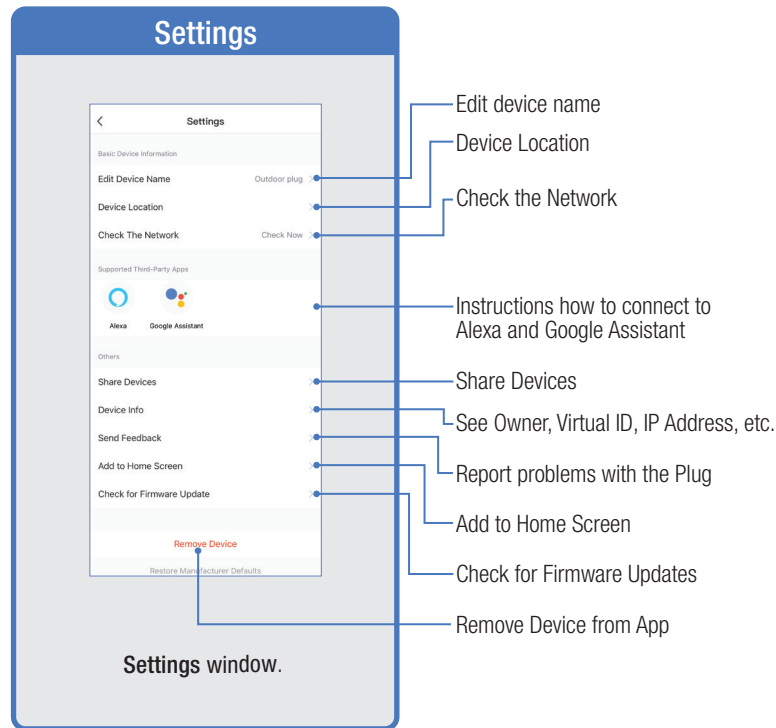 Settings
Settings
Basic Device Information
Edit Device Name Outdoor plug
Device Location
Check The Network Check Now
Supported Third-Party Apps
Alexa Google Assistant
Others
Share Devices
Device Info
Send Feedback
Add to Home Screen
Check for Firmware Update
Remove Device
Restore Manufacturer Defaults
Settings window.
Edit device name
Device Location
Check the Network
Instructions how to connect to
Alexa and Google Assistant
Share Devices
See Owner, Virtual ID, IP Address, etc.
Report problems with the Plug
Add to Home Screen
Check for Firmware Updates
Remove Device from App